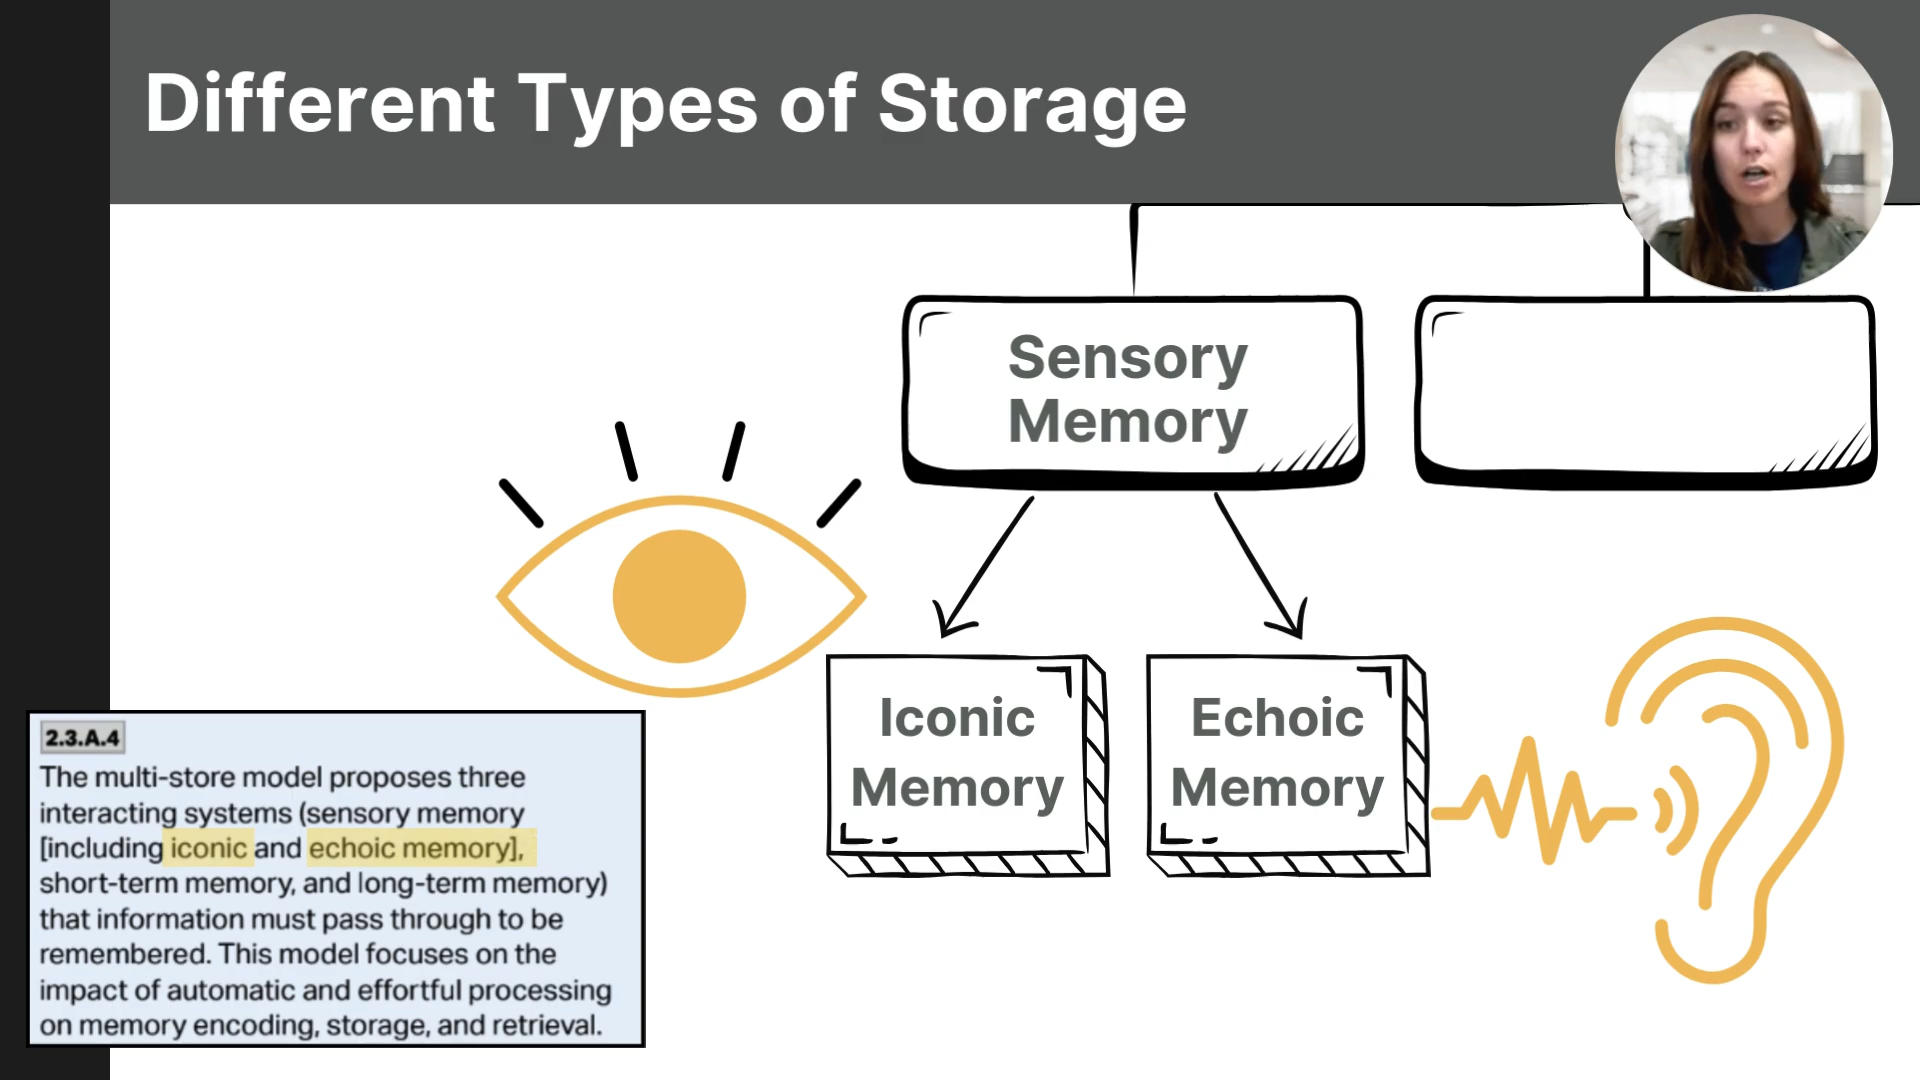 Different Types of Storage
Sensory
Memory
Iconic
Memory
Echoic
Memory
2.3.A.4
The multi-store model proposes three
interacting systems (sensory memory
[including iconic and echoic memory],
short-term memory, and long-term memory)
that information must pass through to be
remembered. This model focuses on the
impact of automatic and effortful processing
on memory encoding, storage, and retrieval.